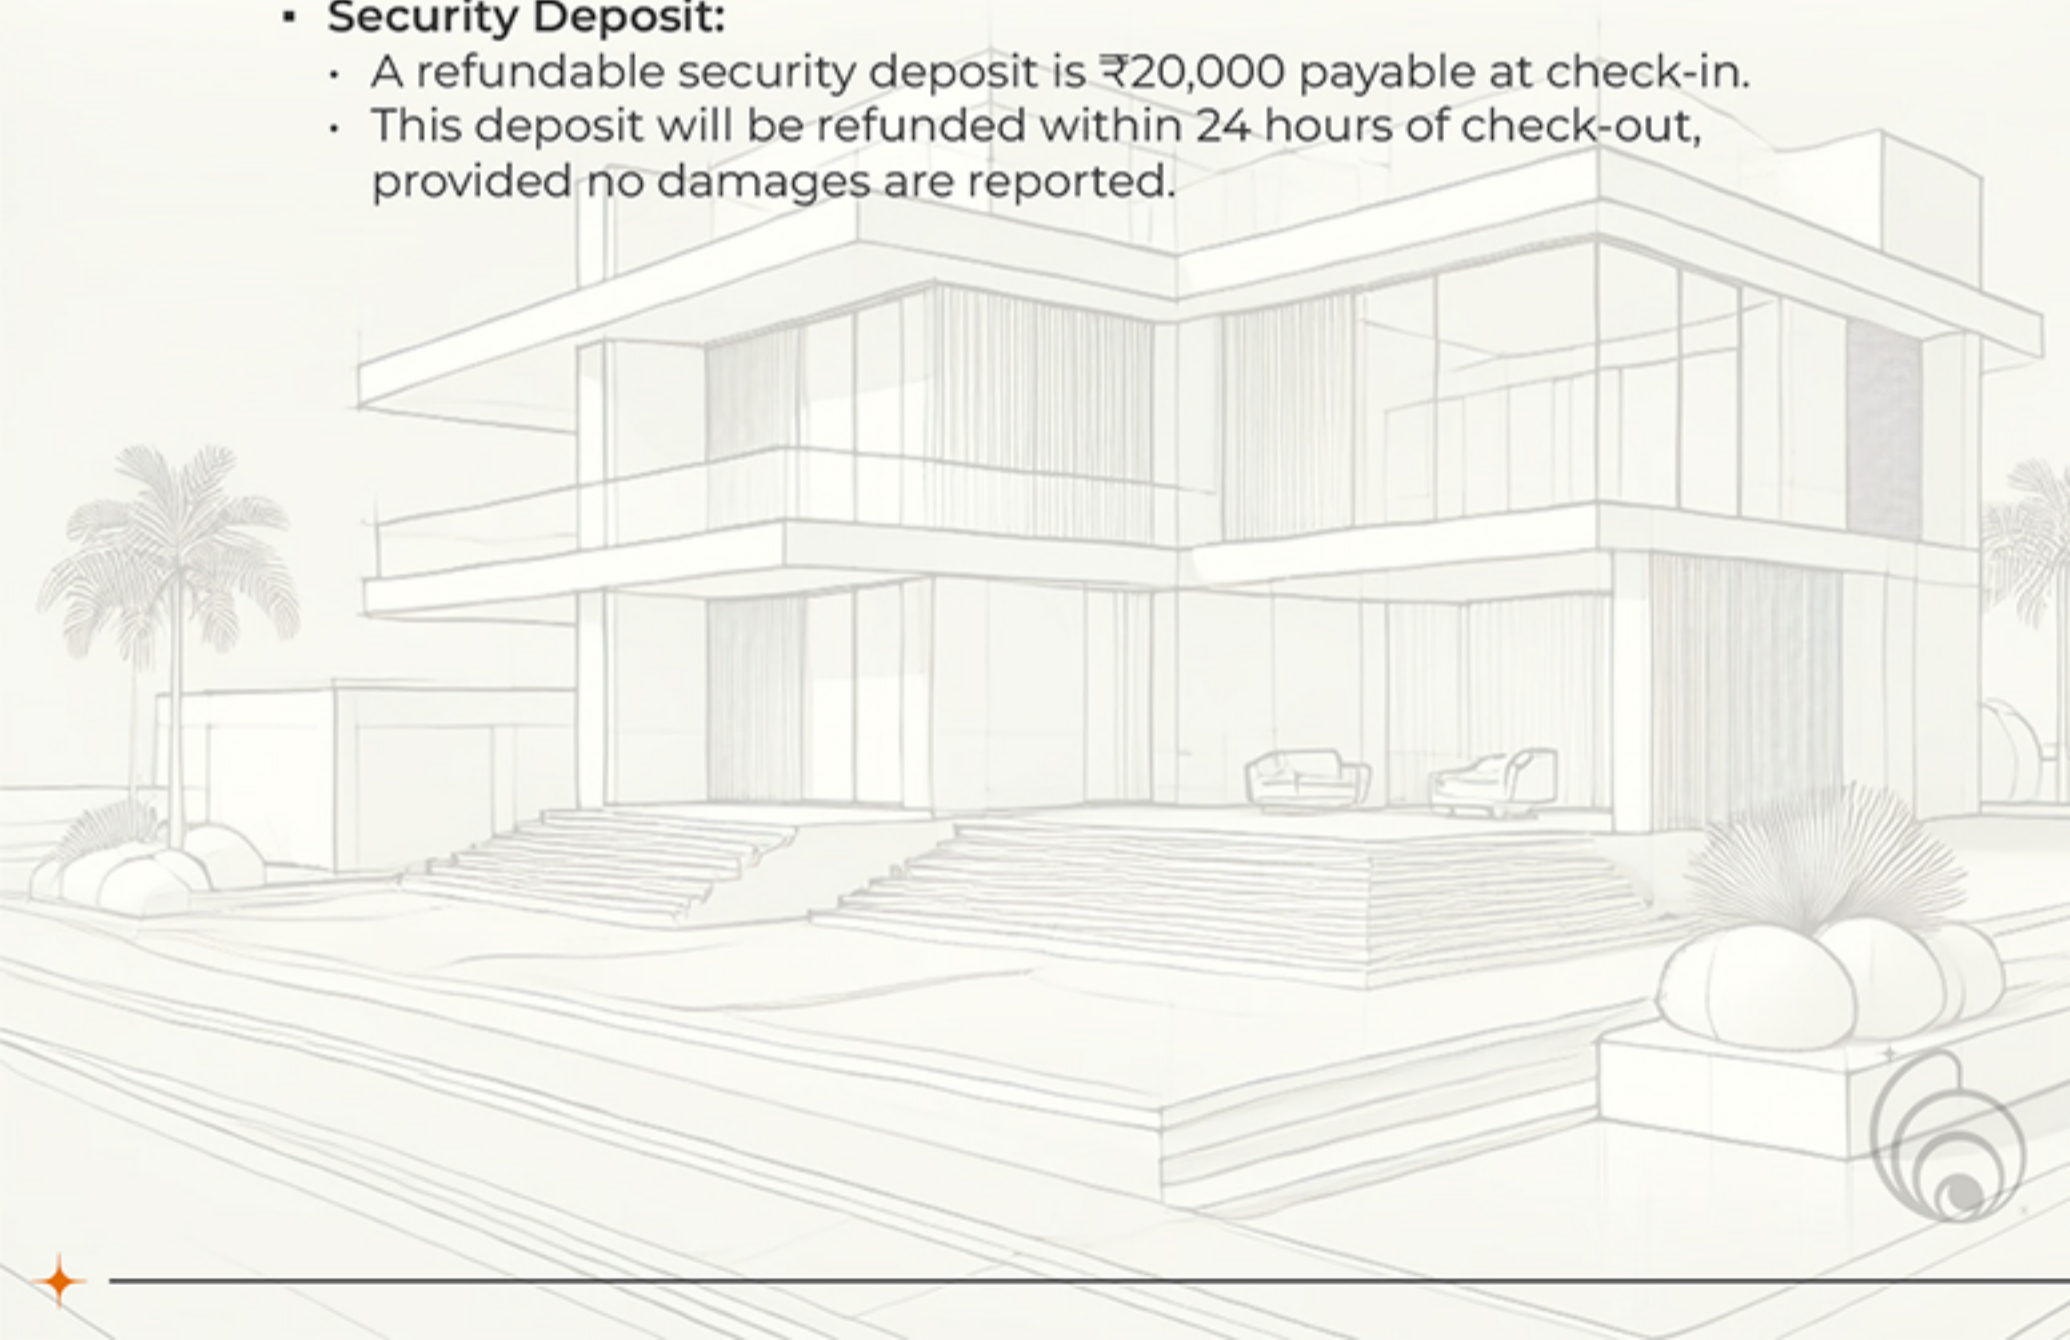 ▪ Security Deposit:
• A refundable security deposit is ₹20,000 payable at check-in.
• This deposit will be refunded within 24 hours of check-out,
provided no damages are reported.